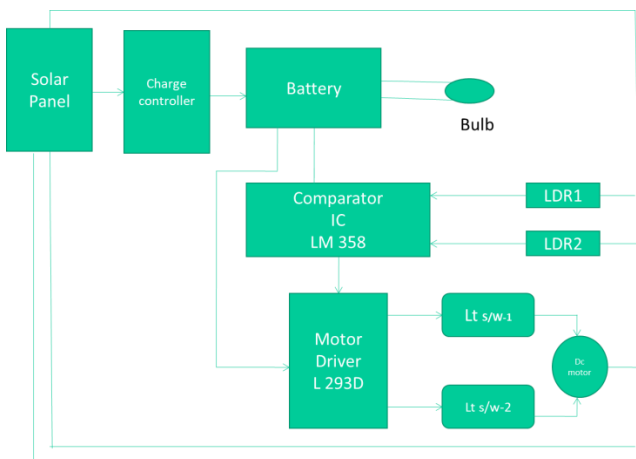 Solar
Panel
Charge
controller
Battery
Bulb
Comparator
IC
LM 358
LDR1
LDR2
Motor
Driver
L 293D
Lt s/w-1
Lt s/w-2
Dc
motor